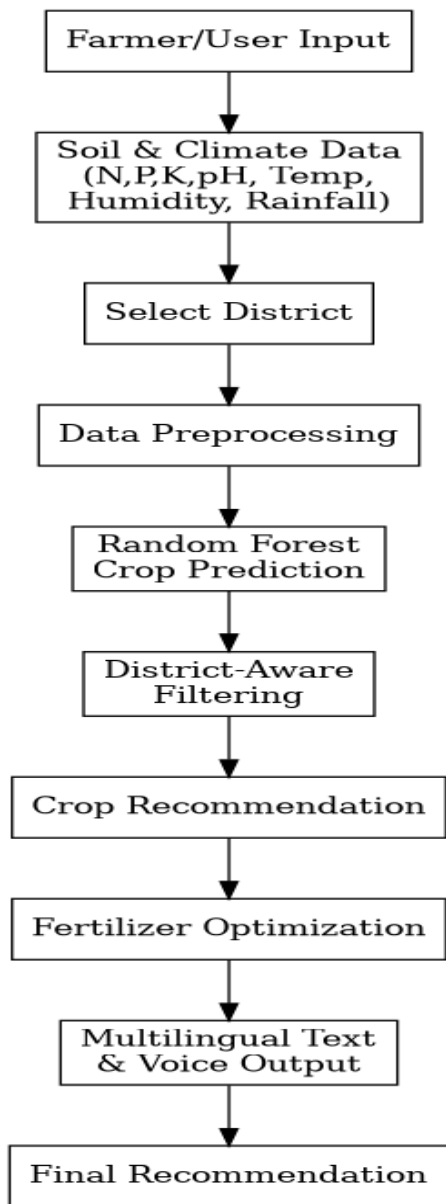 Farmer/User Input
Soil & Climate Data
(N,P,K,pH, Temp,
Humidity, Rainfall)
Select District
Data Preprocessing
Random Forest
Crop Prediction
District-Aware
Filtering
Crop Recommendation
Fertilizer Optimization
Multilingual Text
& Voice Output
Final Recommendation